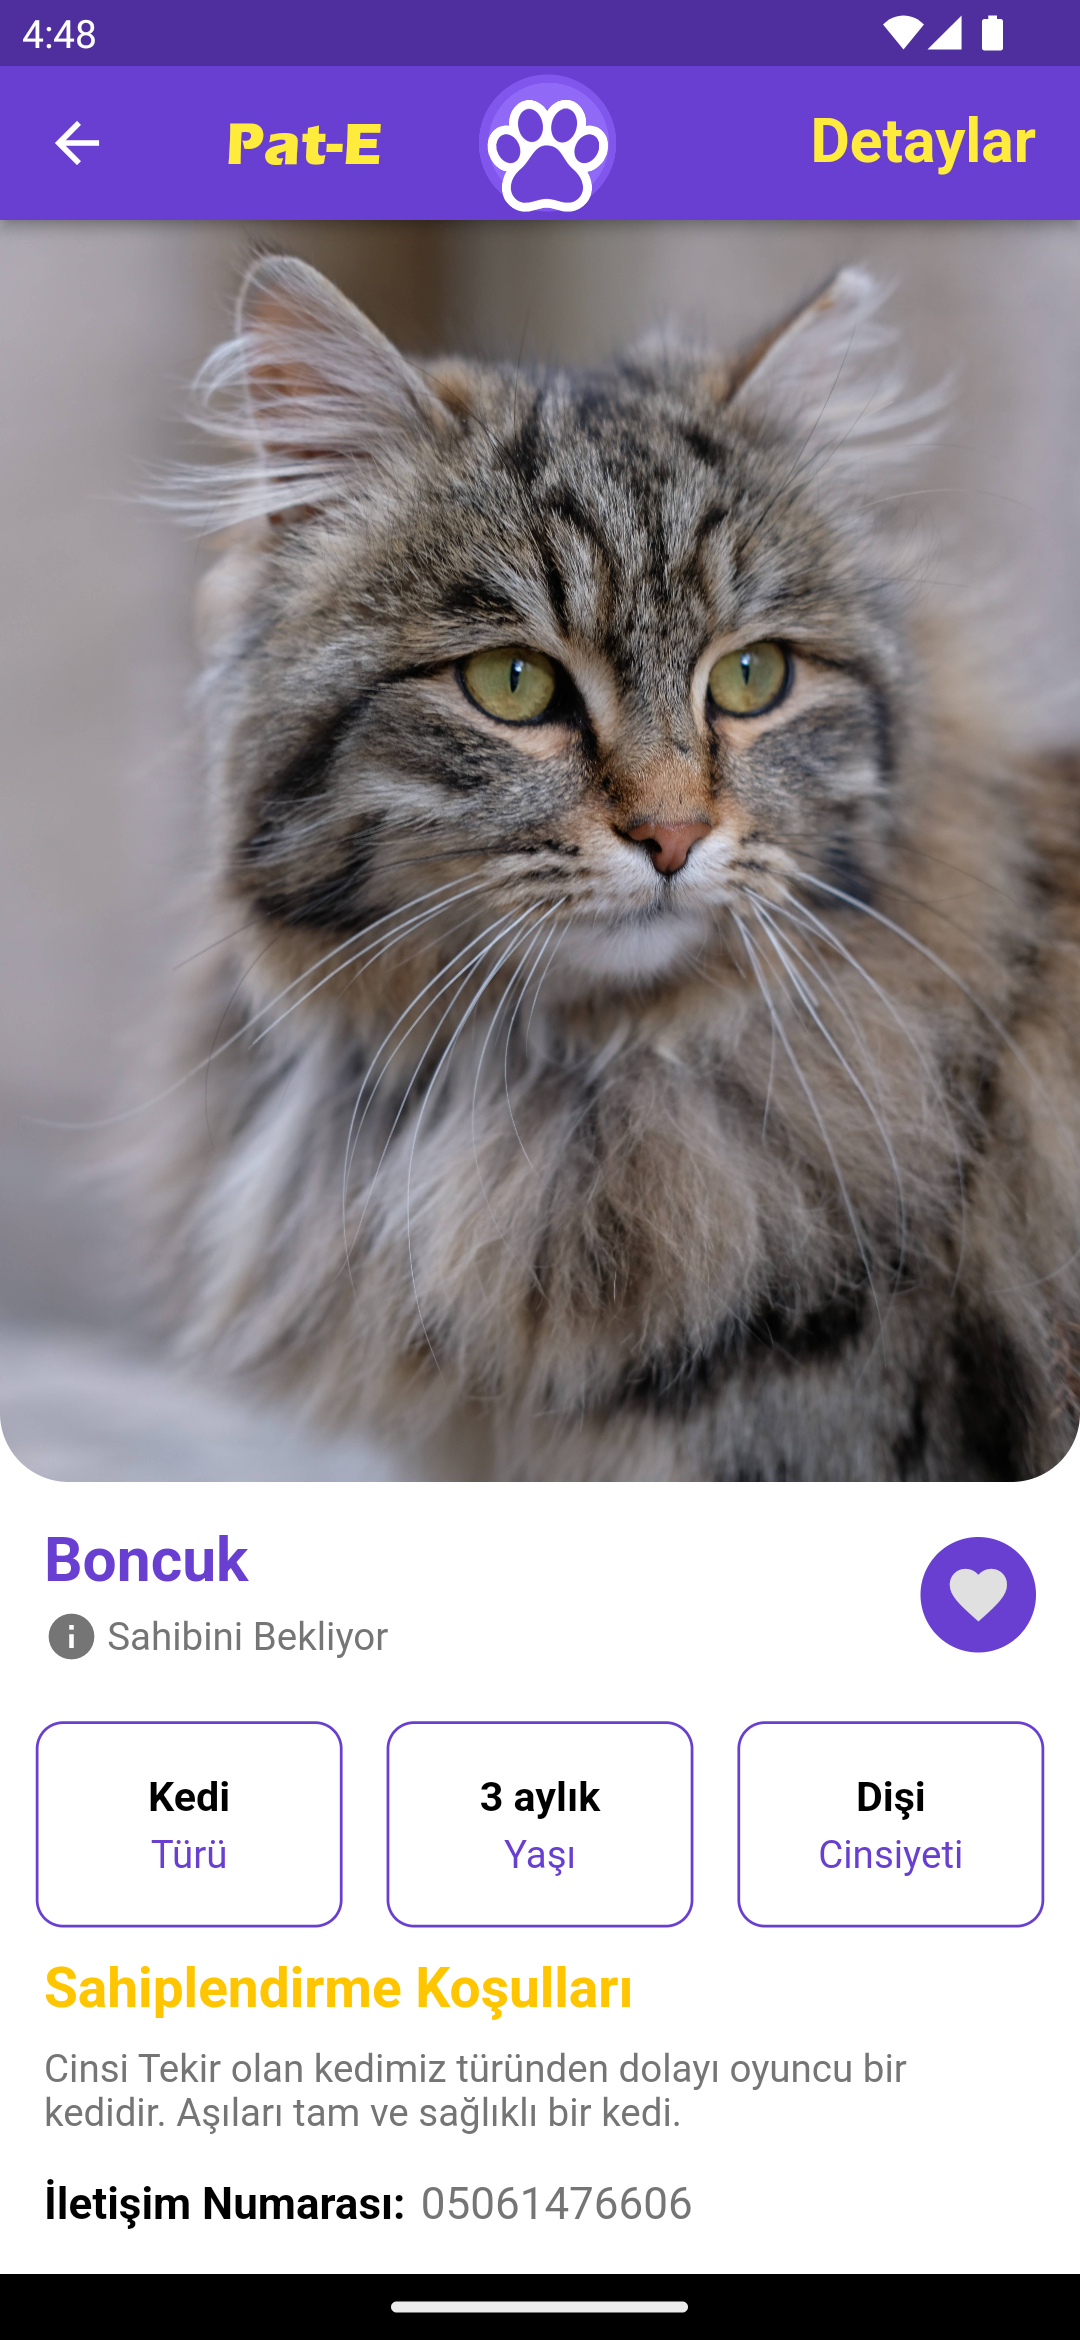 4:48
Pat-E
Detaylar
Boncuk
Sahibini Bekliyor
Kedi
Türü
3 aylık
Yaşı
Dişi
Cinsiyeti
Sahiplendirme Koşulları
Cinsi Tekir olan kedimiz türünden dolayı oyuncu bir
kedidir. Aşıları tam ve sağlıklı bir kedi.
İletişim Numarası: 05061476606